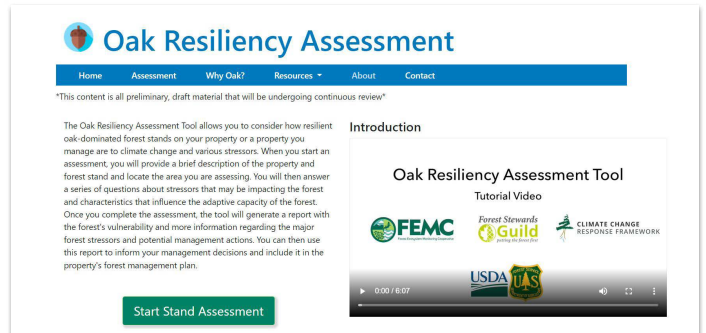 Oak Resiliency Assessment
Home Assessment Why Oak? Resources About Contact
*This content is all preliminary, draft material that will be undergoing continuous review*
The Oak Resiliency Assessment Tool allows you to consider how resilient
oak-dominated forest stands on your property or a property you
manage are to climate change and various stressors. When you start an
assessment, you will provide a brief description of the property and
forest stand and locate the area you are assessing. You will then answer
a series of questions about stressors that may be impacting the forest
and characteristics that influence the adaptive capacity of the forest.
Once you complete the assessment, the tool will generate a report with
the forest's vulnerability and more information regarding the major
forest stressors and potential management actions. You can then use
this report to inform your management decisions and include it in the
property's forest management plan.
Start Stand Assessment
Introduction
Oak Resiliency Assessment Tool
Tutorial Video
FEMC
Forest Ecosystem Monitoring Cooperative
Forest Stewards
Guild
putting the forest first
CLIMATE CHANGE
RESPONSE FRAMEWORK
USDA
UAS
0:00 / 6:07